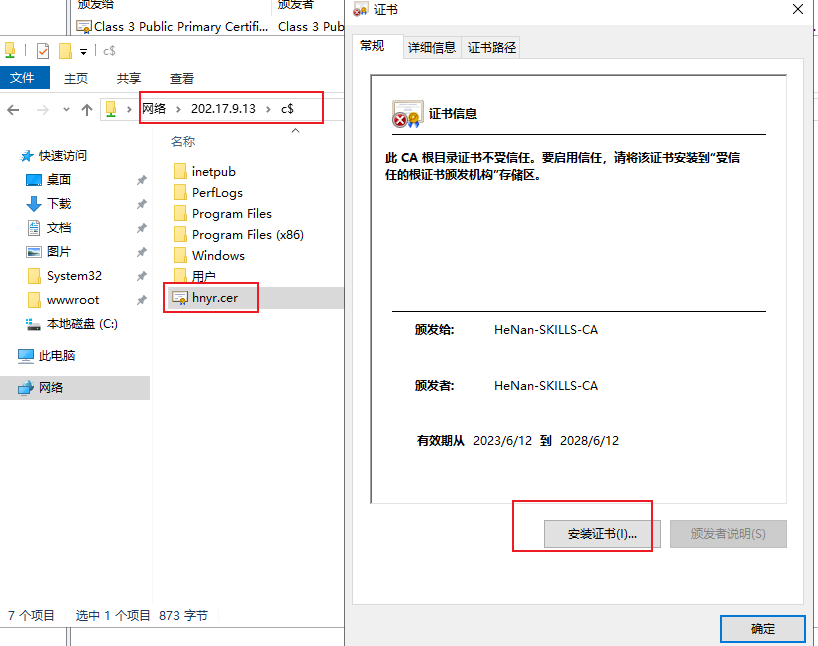 颁发给 颁发者
Class 3 Public Primary Certifi... Class 3 Pub
c$
文件 主页 共享 查看
网络 202.17.9.13 c$
名称
快速访问
桌面
下载
文档
图片
System32
wwwroot
本地磁盘 (C:)
此电脑
网络
inetpub
PerfLogs
Program Files
Program Files (x86)
Windows
用户
hnyr.cer
7 个项目 选中 1 个项目 873 字节
证书
常规 详细信息 证书路径
证书信息
此 CA 根目录证书不受信任。要启用信任，请将该证书安装到"受信
任的根证书颁发机构"存储区。
颁发给: HeNan-SKILLS-CA
颁发者: HeNan-SKILLS-CA
有效期从 2023/6/12 到 2028/6/12
安装证书(I)... 颁发者说明(S)
确定